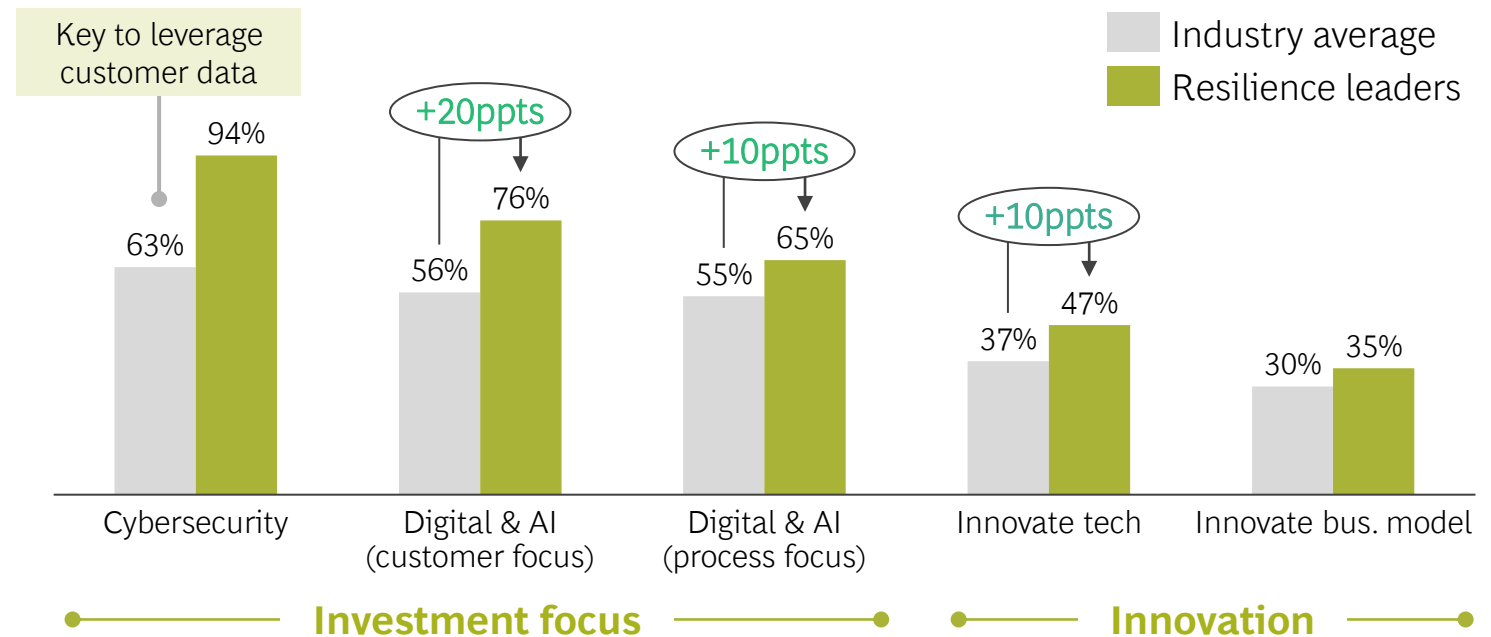 Key to leverage
customer data
Industry average
Resilience leaders
+20ppts
+10ppts
+10ppts
63%
94%
56%
76%
55%
65%
37%
47%
30%
35%
Cybersecurity
Digital & AI
(customer focus)
Digital & AI
(process focus)
Innovate tech
Innovate bus. model
Investment focus
Innovation